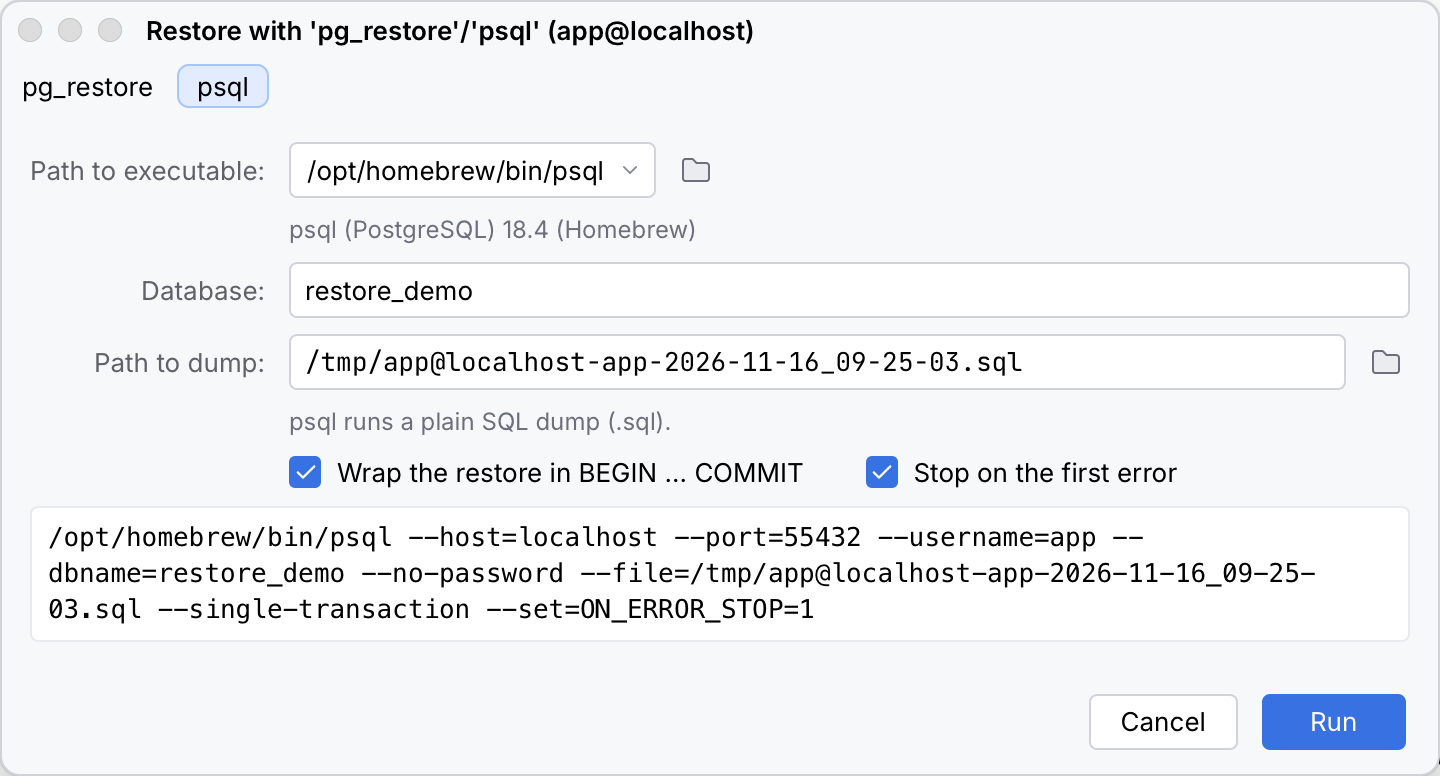 Restore with 'pg_restore'/'psql' (app@localhost)
pg_restore psql
Path to executable: /opt/homebrew/bin/psql
psql (PostgreSQL) 18.4 (Homebrew)
Database: restore_demo
Path to dump: /tmp/app@localhost-app-2026-11-16_09-25-03.sql
psql runs a plain SQL dump (.sql).
Wrap the restore in BEGIN ... COMMIT Stop on the first error
/opt/homebrew/bin/psql --host=localhost --port=55432 --username=app --
dbname=restore_demo --no-password --file=/tmp/app@localhost-app-2026-11-16_09-25-
03.sql --single-transaction --set=ON_ERROR_STOP=1
Cancel Run